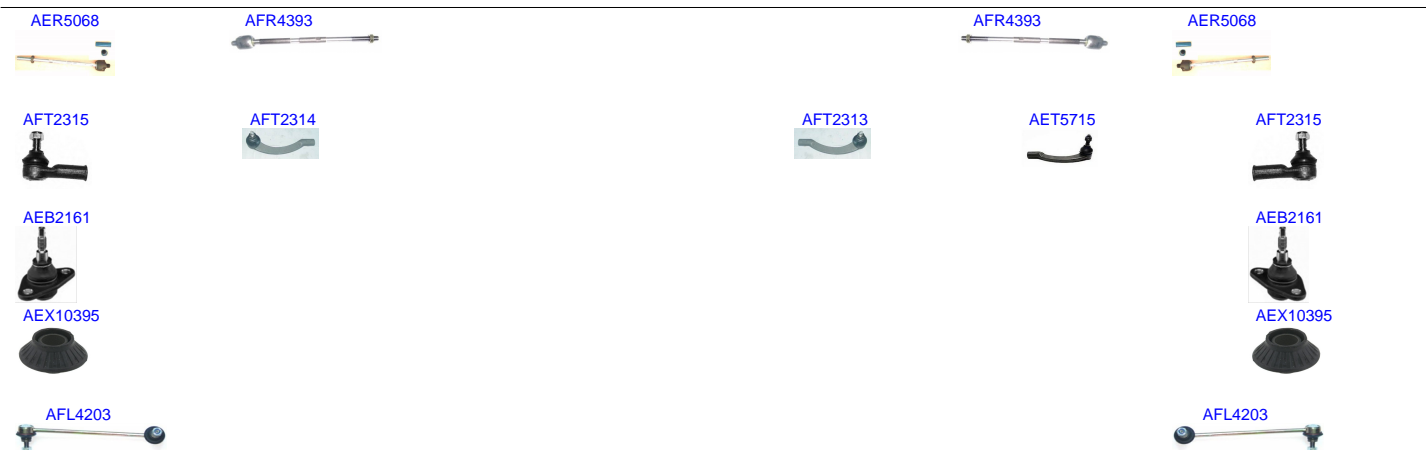 AER5068 AFR4393 AFR4393 AER5068
AFT2315 AFT2314 AFT2313 AET5715 AFT2315
AEB2161 AEB2161
AEX10395 AEX10395
AFL4203 AFL4203